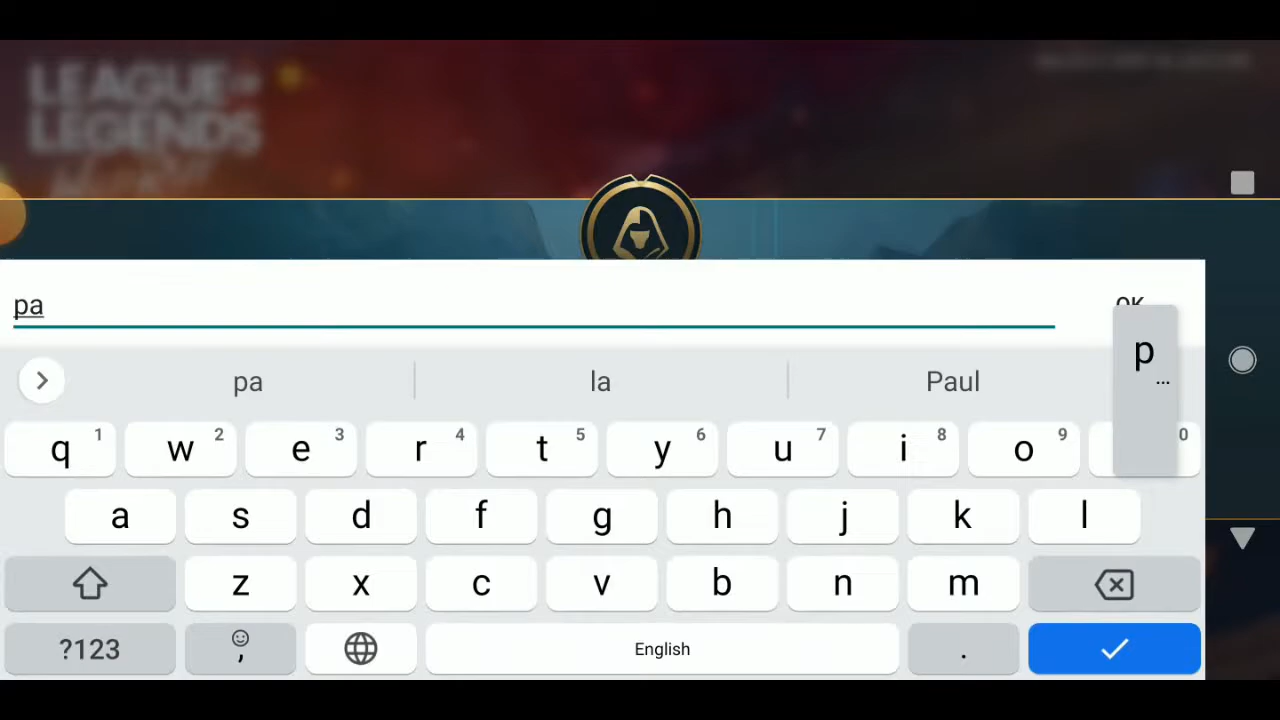 LEAGUE OF
LEGENDS
pa
OK
p
...
pa
la
Paul
q 1 w 2 e 3 r 4 t 5 y 6 u 7 i 8 o 9 0
a s d f g h j k l
z x c v b n m
?123 , English .